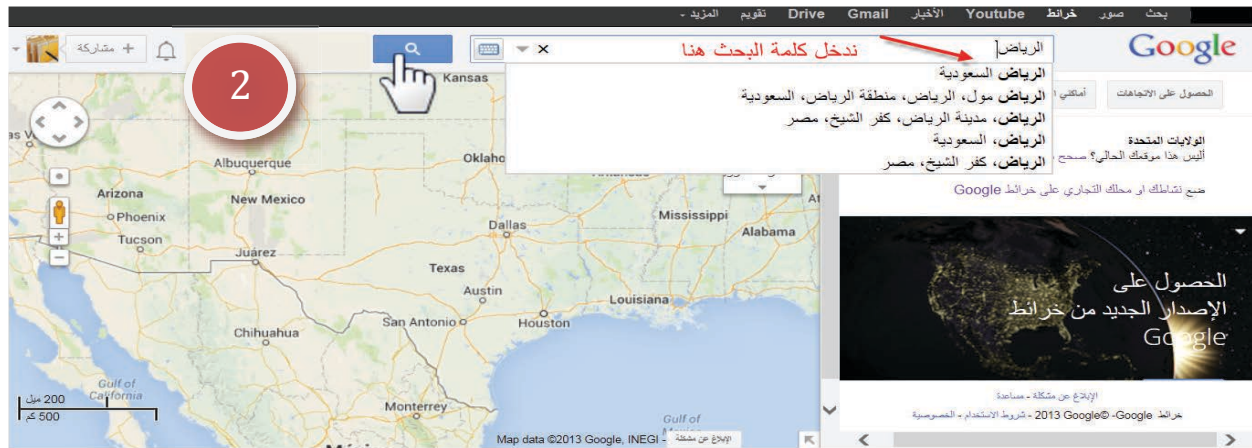 بحث صور خرائط Youtube الأخبار Gmail Drive تقويم المزيد
Google
الرياض
ندخل كلمة البحث هنا
+ مشاركة
2
الرياض السعودية
الرياض مول، الرياض، منطقة الرياض، السعودية
الرياض، مدينة الرياض، كفر الشيخ، مصر
الرياض، السعودية
الرياض، كفر الشيخ، مصر
الحصول على الاتجاهات
أماكني
الولايات المتحدة
أليس هذا موقعك الحالي؟ صحح
ضع نشاطك او محلك التجاري على خرائط Google
الحصول على
الإصدار الجديد من خرائط
Google
الإبلاغ عن مشكلة - مساعدة
خرائط Google- ©2013 Google - شروط الاستخدام - الخصوصية
Kansas
Albuquerque
Oklaho
Arizona
New Mexico
Phoenix
Mississippi
Dallas
Alabama
Tucson
Juárez
Texas
Austin
Louisiana
San Antonio
Houston
Chihuahua
Gulf of
California
200 ميل
500 كم
Monterrey
Gulf of
Map data ©2013 Google, INEGI - الإبلاغ عن مشكلة